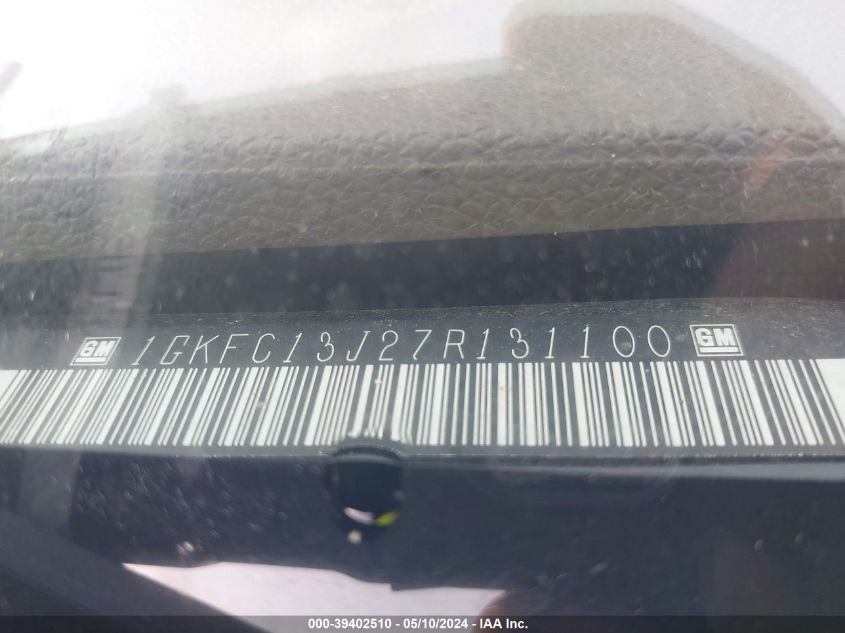 GM 1GKFC13J27R131100 GM
000-39402510 - 05/10/2024 - IAA Inc.